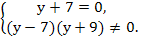 y + 7 = 0,
(y − 7)(y + 9) ≠ 0.